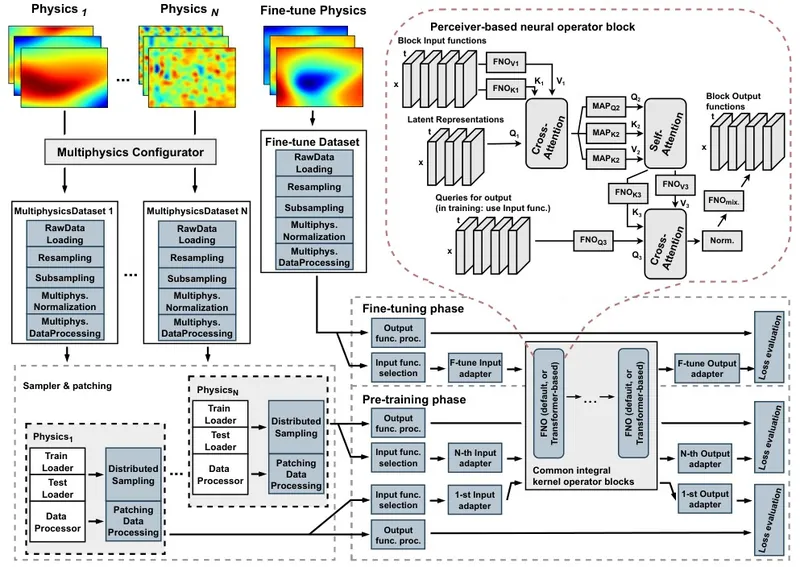 Physics 1
Physics N
Fine-tune Physics
...
Multiphysics Configurator
MultiphysicsDataset 1
RawData
Loading
Resampling
Subsampling
Multiphys.
Normalization
Multiphys.
DataProcessing
...
MultiphysicsDataset N
RawData
Loading
Resampling
Subsampling
Multiphys.
Normalization
Multiphys.
DataProcessing
Fine-tune Dataset
RawData
Loading
Resampling
Subsampling
Multiphys.
Normalization
Multiphys.
DataProcessing
Perceiver-based neural operator block
Block Input functions
t
x
FNOV1
FNOK1
K1
V1
Latent Representations
t
x
Q1
Cross-
Attention
MAPQ2
MAPK2
MAPK2
Q2
K2
V2
Self-
Attention
Block Output
functions
t
x
FNOK3
FNOV3
K3
V3
FNOmix.
Queries for output
(in training: use Input func.)
t
x
FNOQ3
Q3
Cross-
Attention
Norm.
Sampler & patching
Physics1
Train
Loader
Test
Loader
Data
Processor
Distributed
Sampling
Patching
Data
Processing
...
PhysicsN
Train
Loader
Test
Loader
Data
Processor
Distributed
Sampling
Patching
Data
Processing
Fine-tuning phase
Output
func. proc.
Input func.
selection
F-tune Input
adapter
F-tune Output
adapter
Loss evaluation
Pre-training phase
Output
func. proc.
Input func.
selection
N-th Input
adapter
Input func.
selection
1-st Input
adapter
Output
func. proc.
FNO (default, or
Transformer-based)
...
FNO (default, or
Transformer-based)
Common integral
kernel operator blocks
N-th Output
adapter
1-st Output
adapter
Loss evaluation
Loss evaluation